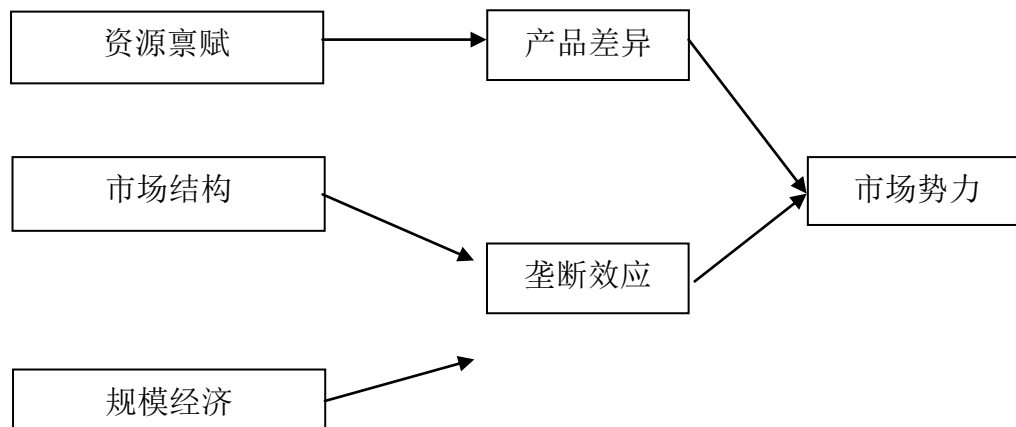 资源禀赋
产品差异
市场结构
市场势力
垄断效应
规模经济